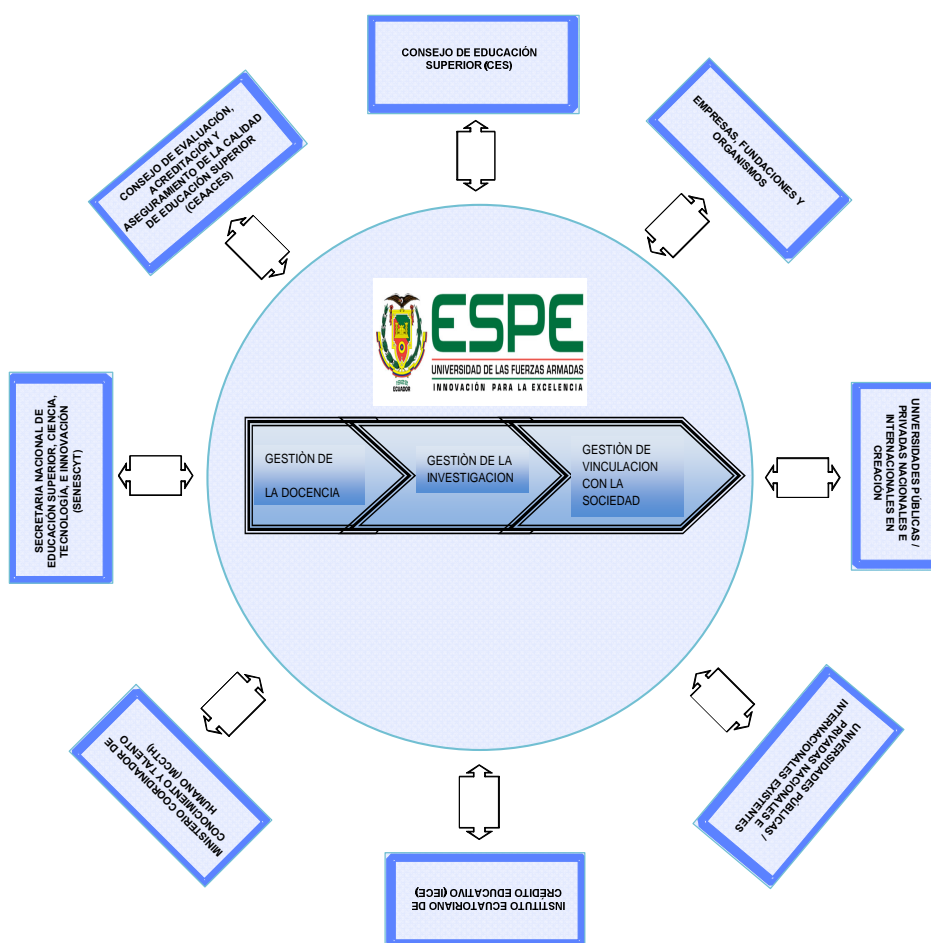 CONSEJO DE EDUCACIÓN
SUPERIOR (CES)
EMPRESAS, FUNDACIONES Y
ORGANISMOS
CONSEJO DE EVALUACIÓN,
ACREDITACIÓN Y
ASEGURAMIENTO DE LA CALIDAD
DE EDUCACIÓN SUPERIOR
(CEAACES)
ESPE
UNIVERSIDAD DE LAS FUERZAS ARMADAS
INNOVACIÓN PARA LA EXCELENCIA
ECUADOR
GESTIÒN DE
LA DOCENCIA
GESTIÒN DE LA
INVESTIGACION
GESTIÒN DE
VINCULACION
CON LA
SOCIEDAD
SECRETARIA NACIONAL DE
EDUCACIÓN SUPERIOR, CIENCIA,
TECNOLOGÍA, E INNOVACIÓN
(SENESCYT)
UNIVERSIDADES PÚBLICAS /
PRIVADAS NACIONALES E
INTERNACIONALES EN
CREACION
MINISTERIO COORDINADOR DE
CONOCIMIENTO Y TALENTO
HUMANO (MCCTH)
UNIVERSIDADES PÚBLICAS /
PRIVADAS NACIONALES E
INTERNACIONALES EXISTENTES
INSTITUTO ECUATORIANO DE
CRÉDITO EDUCATIVO (IECE)